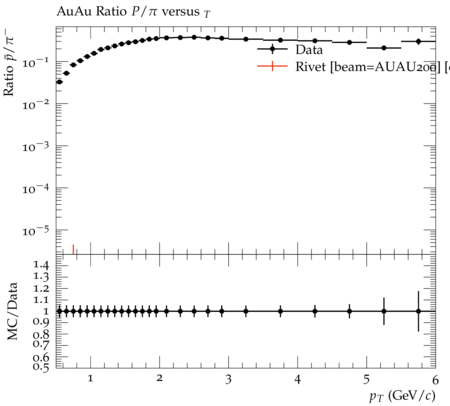 AuAu Ratio P/π versus T
Ratio p̄/π⁻
10⁻¹
10⁻²
10⁻³
10⁻⁴
10⁻⁵
Data
Rivet [beam=AUAU200] [
MC/Data
1.4
1.3
1.2
1.1
1
0.9
0.8
0.7
0.6
0.5
1 2 3 4 5 6
pT (GeV/c)